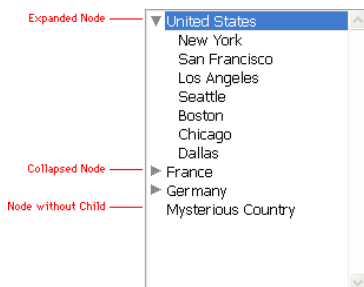 Expanded Node
United States
New York
San Francisco
Los Angeles
Seattle
Boston
Chicago
Dallas
Collapsed Node
France
Germany
Node without Child
Mysterious Country